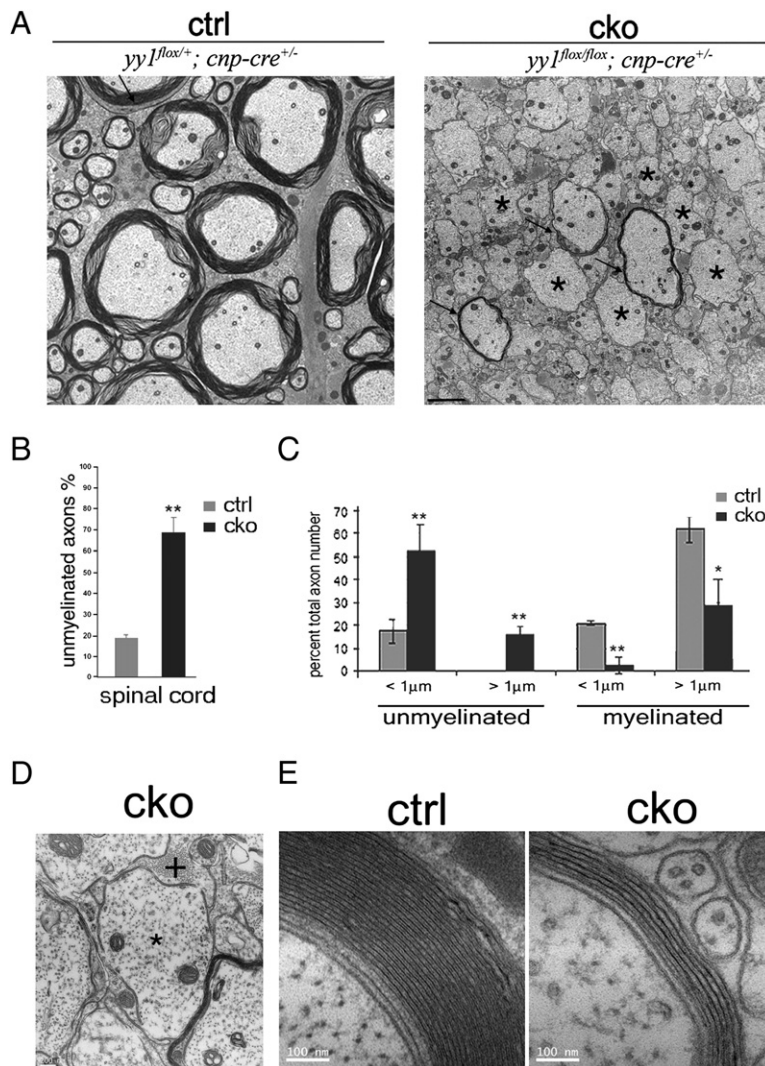 A
ctrl
cko
yy1flox/+; cnp-cre+/-
yy1flox/flox; cnp-cre+/-
*
*
*
*
*
*
B
unmyelinated axons %
100
90
80
70
60
50
40
30
20
10
0
**
ctrl
cko
spinal cord
C
percent total axon number
70
60
50
40
30
20
10
0
**
**
**
*
ctrl
cko
< 1µm
> 1µm
< 1µm
> 1µm
unmyelinated
myelinated
D
cko
+
*
E
ctrl
cko
100 nm
100 nm